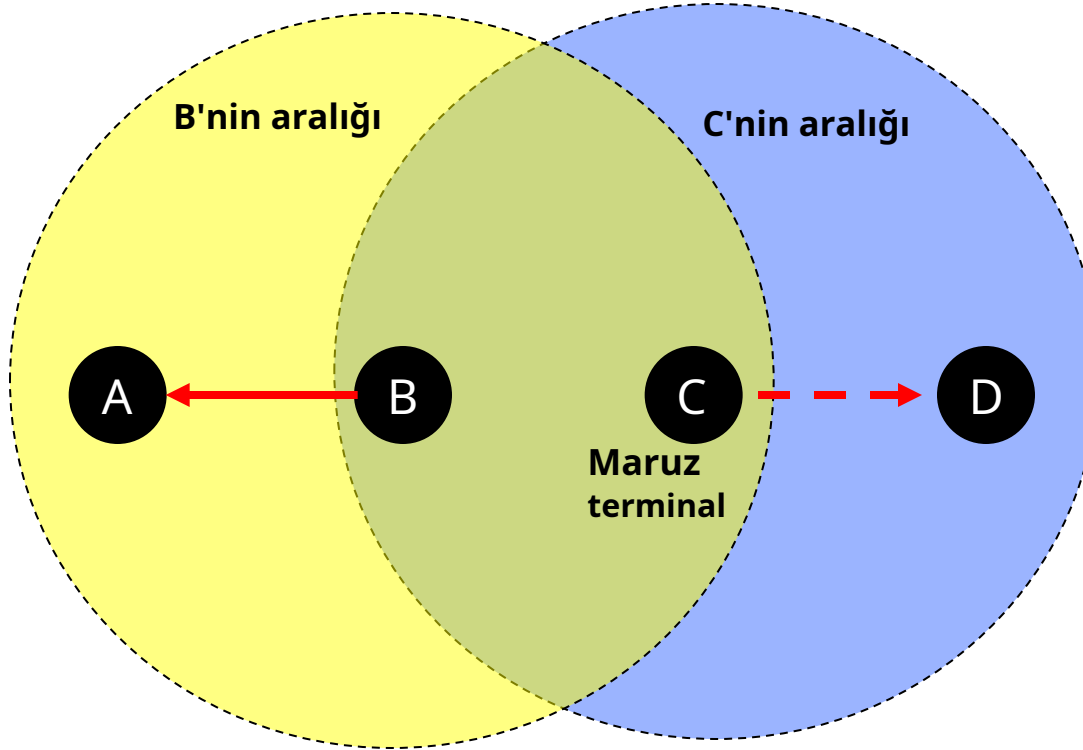 B'nin aralığı
C'nin aralığı
A
B
C
D
Maruz
terminal